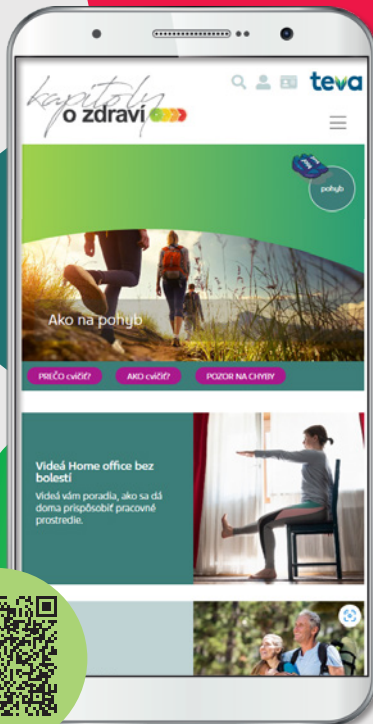 teva
kapitoly
o zdraví
pohyb
Ako na pohyb
PREČO cvičiť?
AKO cvičiť?
POZOR NA CHYBY
Videá Home office bez
bolestí
Videá vám poradia, ako sa dá
doma prispôsobiť pracovné
prostredie.